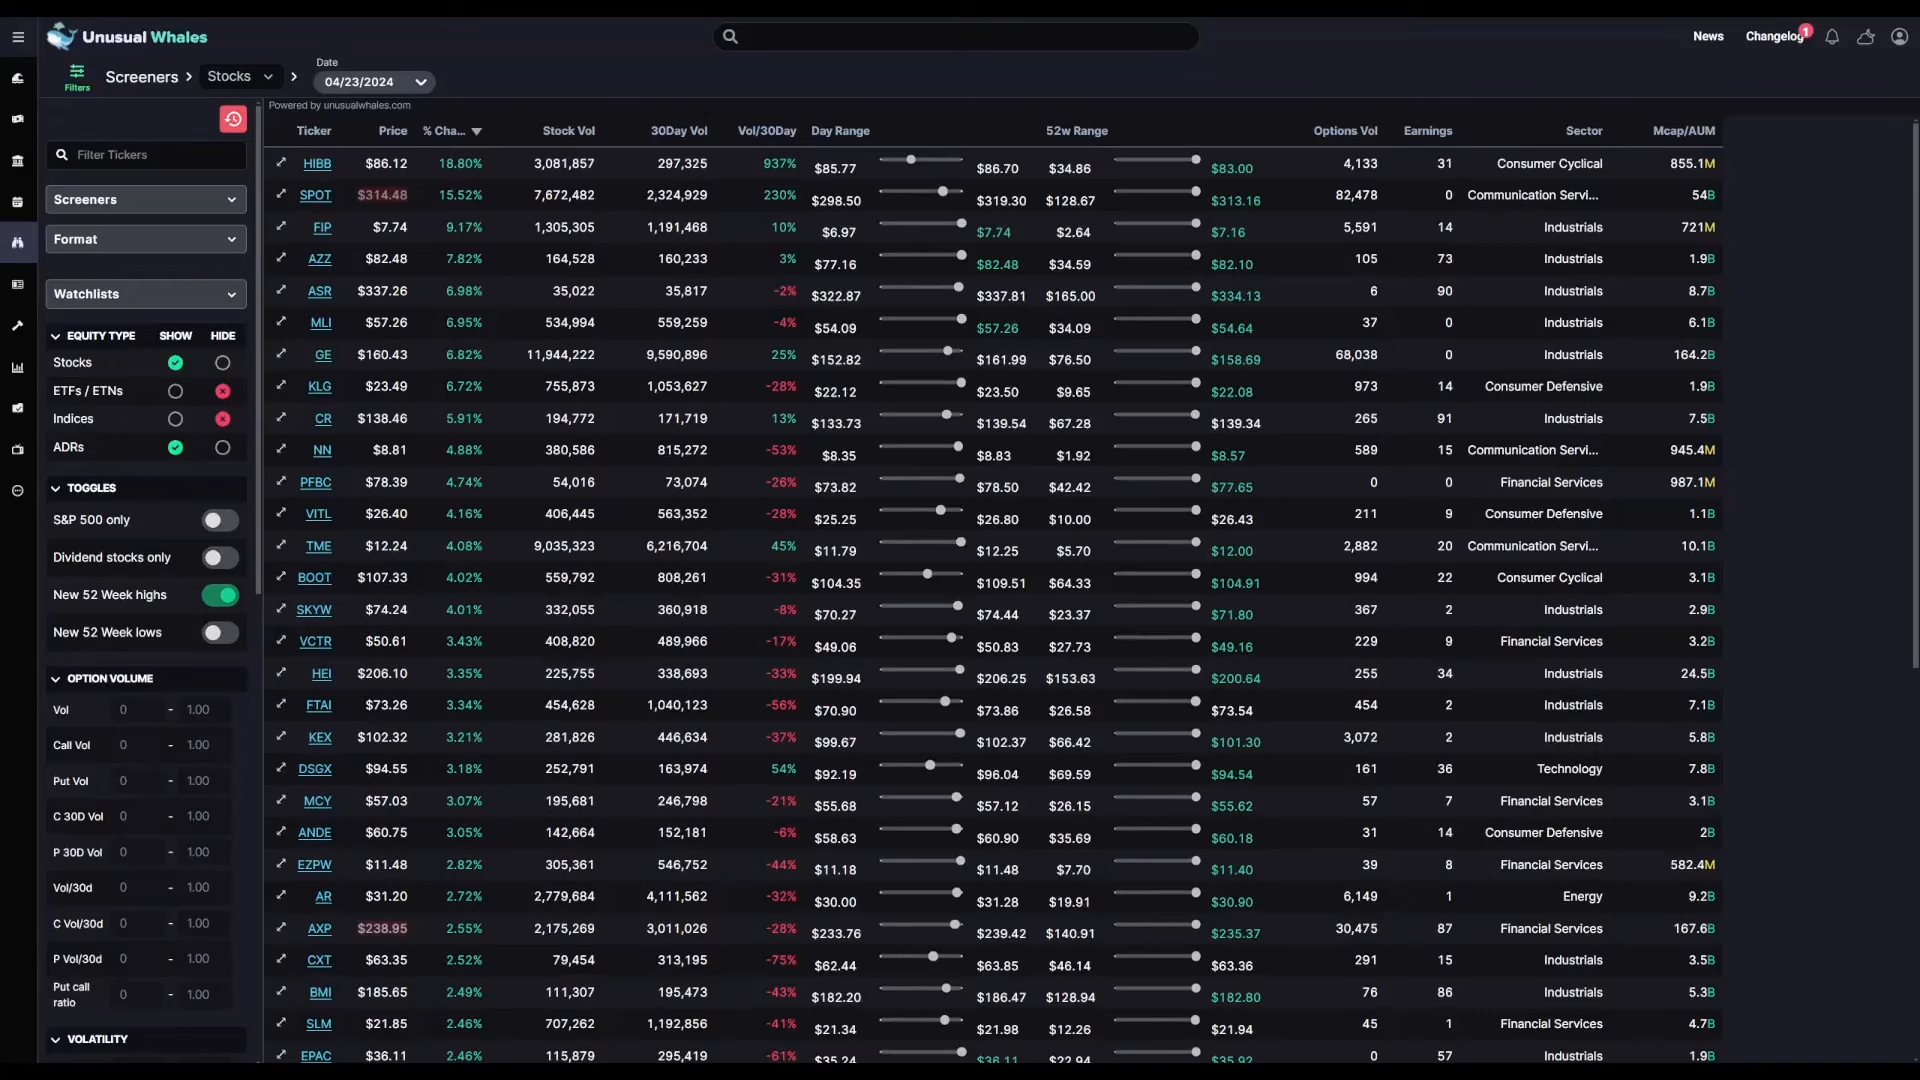 Unusual Whales
News
Changelog 1
Filters
Screeners
Stocks
Date
04/23/2024
Powered by unusualwhales.com
Filter Tickers
Screeners
Format
Watchlists
EQUITY TYPE SHOW HIDE
Stocks
ETFs / ETNs
Indices
ADRs
TOGGLES
S&P 500 only
Dividend stocks only
New 52 Week highs
New 52 Week lows
OPTION VOLUME
Vol 0 - 1.00
Call Vol 0 - 1.00
Put Vol 0 - 1.00
C 30D Vol 0 - 1.00
P 30D Vol 0 - 1.00
Vol/30d 0 - 1.00
C Vol/30d 0 - 1.00
P Vol/30d 0 - 1.00
Put call
ratio 0 - 1.00
VOLATILITY
Ticker Price % Cha... Stock Vol 30Day Vol Vol/30Day Day Range 52w Range Options Vol Earnings Sector Mcap/AUM
HIBB $86.12 18.80% 3,081,857 297,325 937% $85.77 $86.70 $34.86 $83.00 4,133 31 Consumer Cyclical 855.1M
SPOT $314.48 15.52% 7,672,482 2,324,929 230% $298.50 $319.30 $128.67 $313.16 82,478 0 Communication Servi... 54B
FIP $7.74 9.17% 1,305,305 1,191,468 10% $6.97 $7.74 $2.64 $7.16 5,591 14 Industrials 721M
AZZ $82.48 7.82% 164,528 160,233 3% $77.16 $82.48 $34.59 $82.10 105 73 Industrials 1.9B
ASR $337.26 6.98% 35,022 35,817 -2% $322.87 $337.81 $165.00 $334.13 6 90 Industrials 8.7B
MLI $57.26 6.95% 534,994 559,259 -4% $54.09 $57.26 $34.09 $54.64 37 0 Industrials 6.1B
GE $160.43 6.82% 11,944,222 9,590,896 25% $152.82 $161.99 $76.50 $158.69 68,038 0 Industrials 164.2B
KLG $23.49 6.72% 755,873 1,053,627 -28% $22.12 $23.50 $9.65 $22.08 973 14 Consumer Defensive 1.9B
CR $138.46 5.91% 194,772 171,719 13% $133.73 $139.54 $67.28 $139.34 265 91 Industrials 7.5B
NN $8.81 4.88% 380,586 815,272 -53% $8.35 $8.83 $1.92 $8.57 589 15 Communication Servi... 945.4M
PFBC $78.39 4.74% 54,016 73,074 -26% $73.82 $78.50 $42.42 $77.65 0 0 Financial Services 987.1M
VITL $26.40 4.16% 406,445 563,352 -28% $25.25 $26.80 $10.00 $26.43 211 9 Consumer Defensive 1.1B
TME $12.24 4.08% 9,035,323 6,216,704 45% $11.79 $12.25 $5.70 $12.00 2,882 20 Communication Servi... 10.1B
BOOT $107.33 4.02% 559,792 808,261 -31% $104.35 $109.51 $64.33 $104.91 994 22 Consumer Cyclical 3.1B
SKYW $74.24 4.01% 332,055 360,918 -8% $70.27 $74.44 $23.37 $71.80 367 2 Industrials 2.9B
VCTR $50.61 3.43% 408,820 489,966 -17% $49.06 $50.83 $27.73 $49.16 229 9 Financial Services 3.2B
HEI $206.10 3.35% 225,755 338,693 -33% $199.94 $206.25 $153.63 $200.64 255 34 Industrials 24.5B
FTAI $73.26 3.34% 454,628 1,040,123 -56% $70.90 $73.86 $26.58 $73.54 454 2 Industrials 7.1B
KEX $102.32 3.21% 281,826 446,634 -37% $99.67 $102.37 $66.42 $101.30 3,072 2 Industrials 5.8B
DSGX $94.55 3.18% 252,791 163,974 54% $92.19 $96.04 $69.59 $94.54 161 36 Technology 7.8B
MCY $57.03 3.07% 195,681 246,798 -21% $55.68 $57.12 $26.15 $55.62 57 7 Financial Services 3.1B
ANDE $60.75 3.05% 142,664 152,181 -6% $58.63 $60.90 $35.69 $60.18 31 14 Consumer Defensive 2B
EZPW $11.48 2.82% 305,361 546,752 -44% $11.18 $11.48 $7.70 $11.40 39 8 Financial Services 582.4M
AR $31.20 2.72% 2,779,684 4,111,562 -32% $30.00 $31.28 $19.91 $30.90 6,149 1 Energy 9.2B
AXP $238.95 2.55% 2,175,269 3,011,026 -28% $233.76 $239.42 $140.91 $235.37 30,475 87 Financial Services 167.6B
CXT $63.35 2.52% 79,454 313,195 -75% $62.44 $63.85 $46.14 $63.36 291 15 Industrials 3.5B
BMI $185.65 2.49% 111,307 195,473 -43% $182.20 $186.47 $128.94 $182.80 76 86 Industrials 5.3B
SLM $21.85 2.46% 707,262 1,192,856 -41% $21.34 $21.98 $12.26 $21.94 45 1 Financial Services 4.7B
EPAC $36.11 2.46% 115,879 295,419 -61% $35.24 $36.11 $22.94 $35.92 0 57 Industrials 1.9B